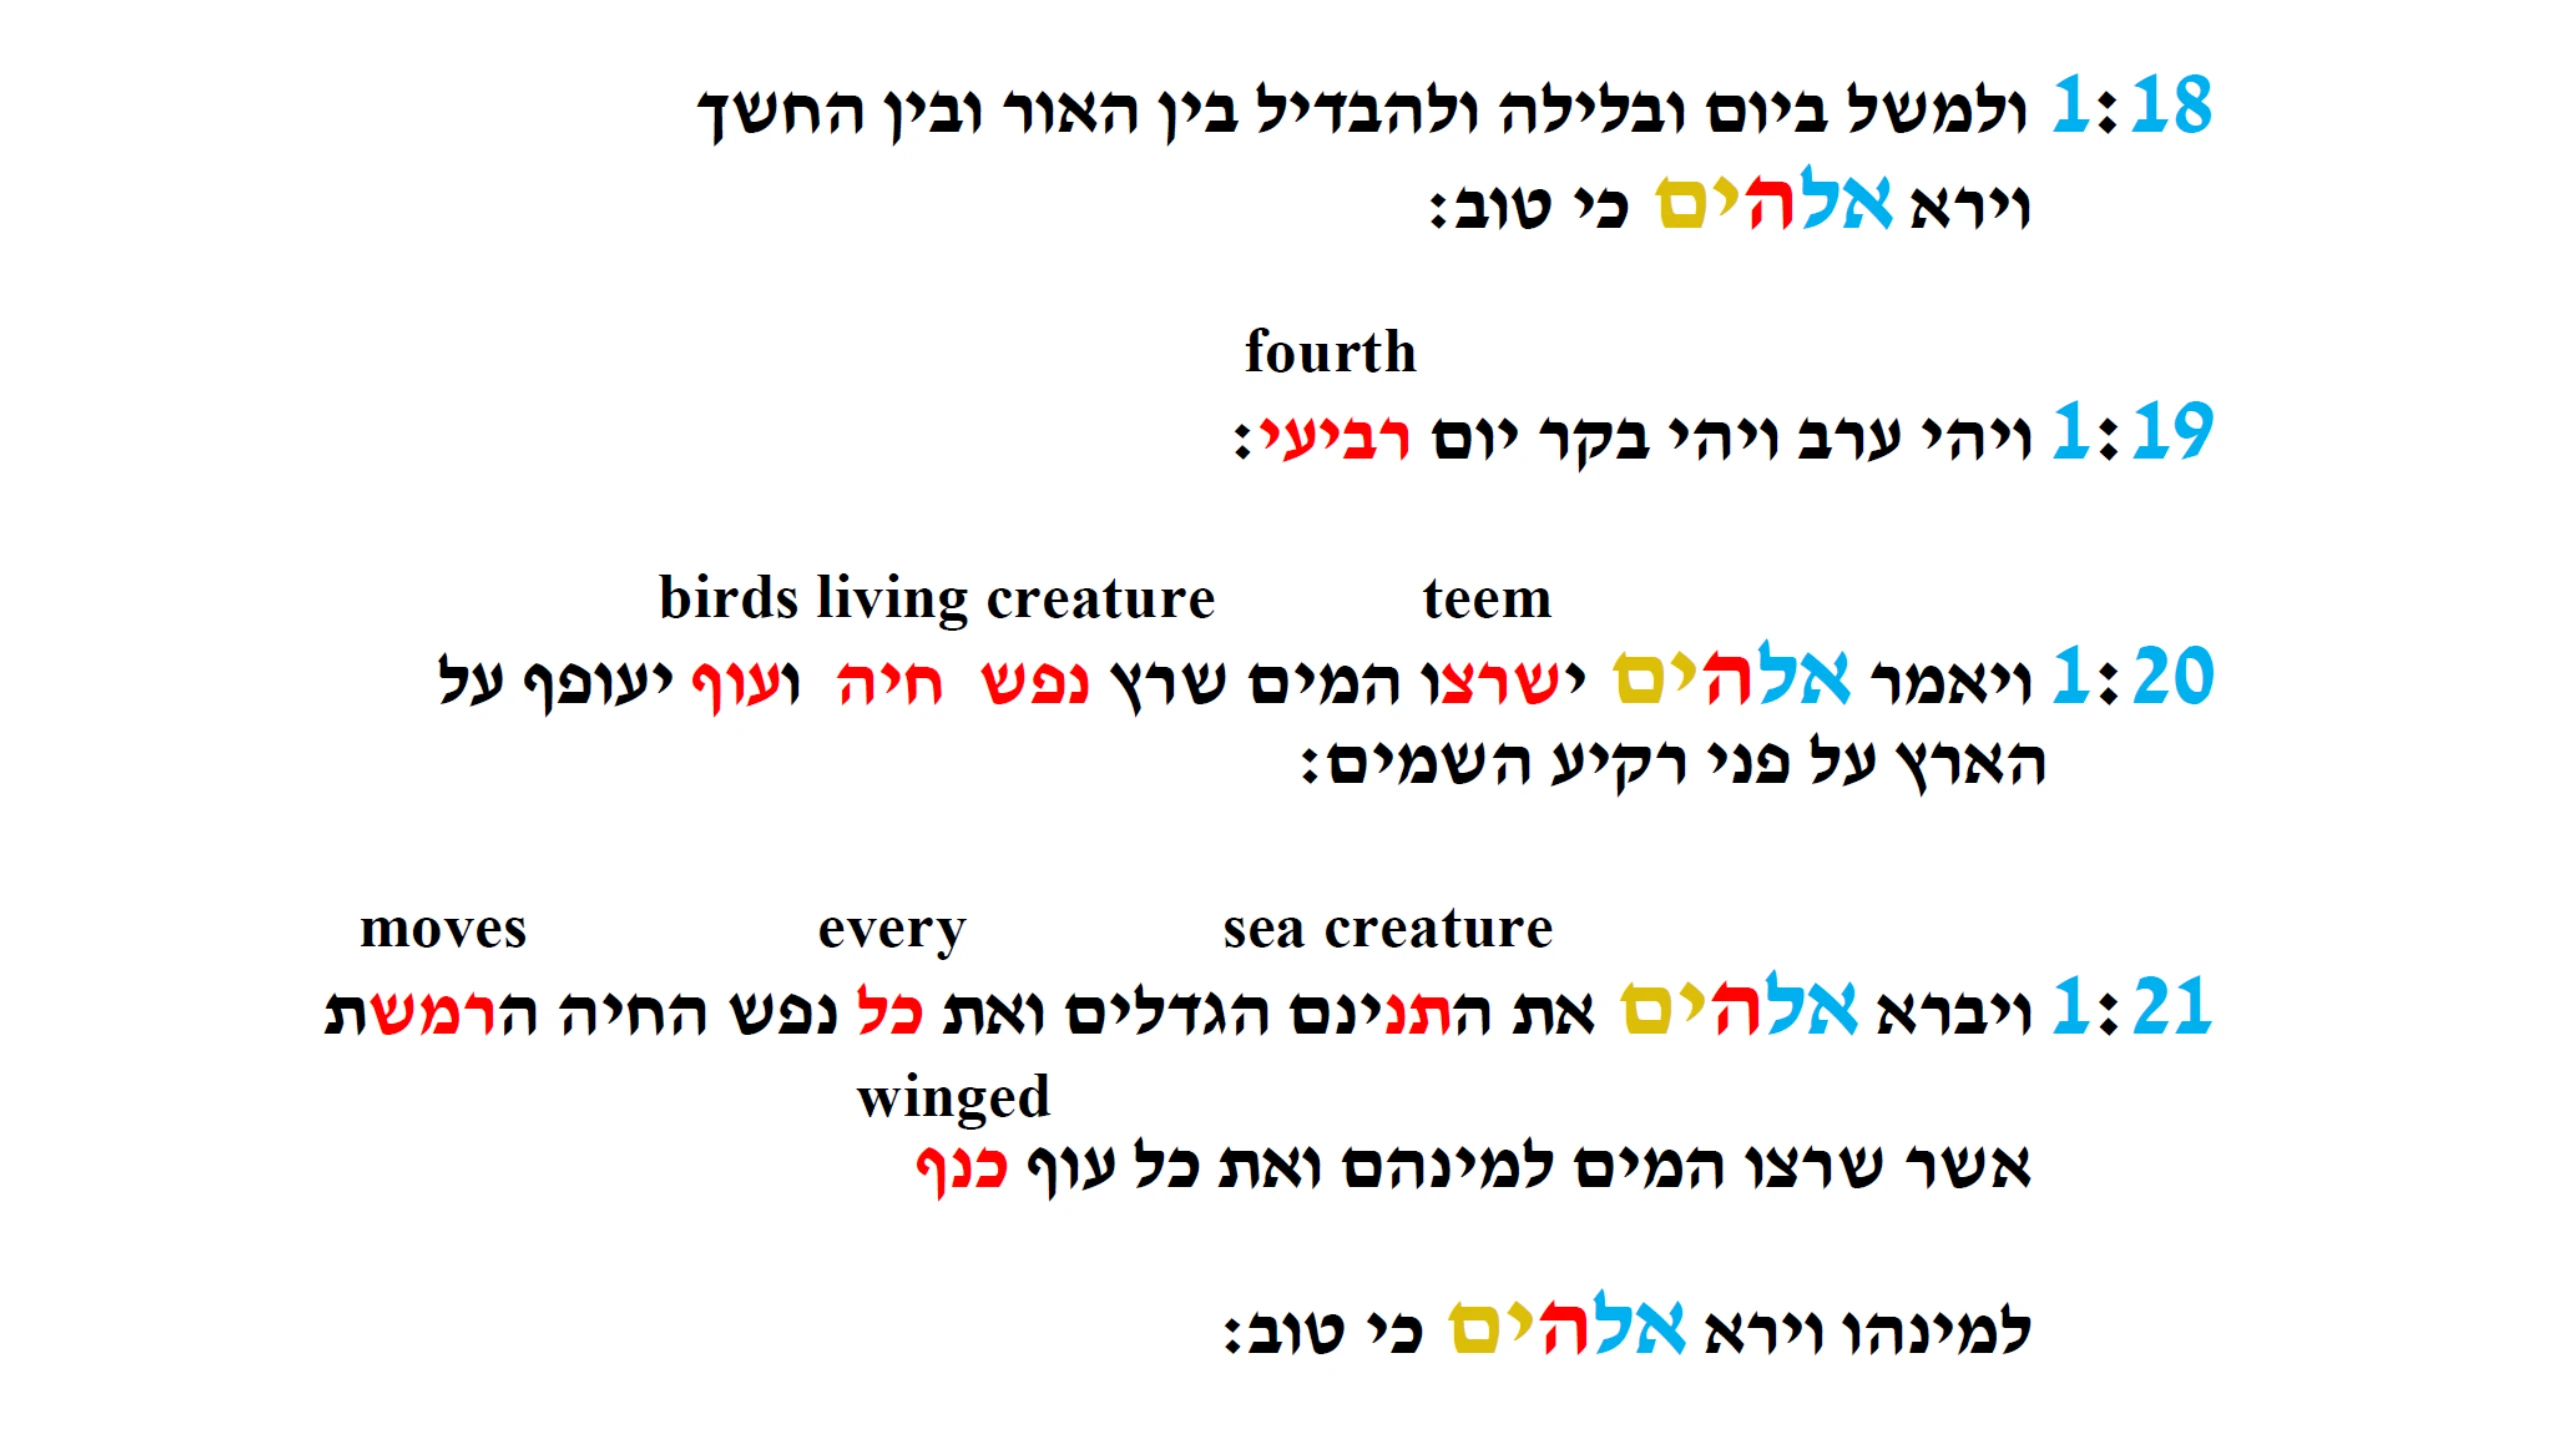 1:18 ולמשל ביום ובלילה ולהבדיל בין האור ובין החשך
וירא אלהים כי טוב:
fourth
1:19 ויהי ערב ויהי בקר יום רביעי:
birds living creature teem
1:20 ויאמר אלהים ישרצו המים שרץ נפש חיה ועוף יעופף על
הארץ על פני רקיע השמים:
moves every sea creature
1:21 ויברא אלהים את התנינם הגדלים ואת כל נפש החיה הרמשת
winged
אשר שרצו המים למינהם ואת כל עוף כנף
למינהו וירא אלהים כי טוב: